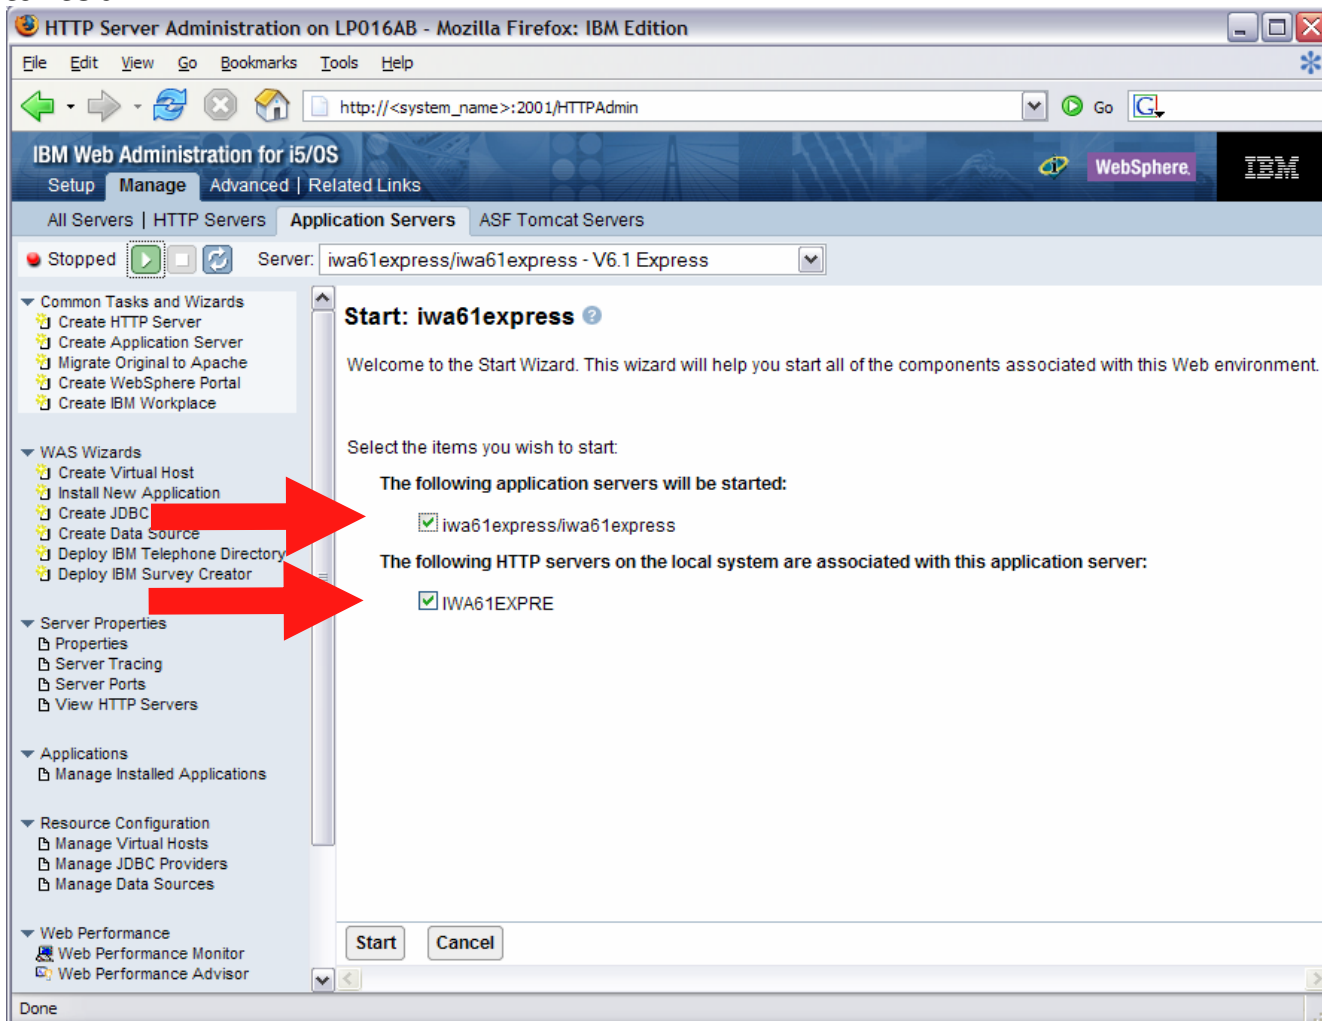 HTTP Server Administration on LP016AB - Mozilla Firefox: IBM Edition
File Edit View Go Bookmarks Tools Help
http://<system_name>:2001/HTTPAdmin Go G
IBM Web Administration for i5/OS
WebSphere. IBM
Setup Manage Advanced | Related Links
All Servers | HTTP Servers Application Servers ASF Tomcat Servers
Stopped Server: iwa61express/iwa61express - V6.1 Express
Common Tasks and Wizards
Create HTTP Server
Create Application Server
Migrate Original to Apache
Create WebSphere Portal
Create IBM Workplace
WAS Wizards
Create Virtual Host
Install New Application
Create JDBC
Create Data Source
Deploy IBM Telephone Directory
Deploy IBM Survey Creator
Server Properties
Properties
Server Tracing
Server Ports
View HTTP Servers
Applications
Manage Installed Applications
Resource Configuration
Manage Virtual Hosts
Manage JDBC Providers
Manage Data Sources
Web Performance
Web Performance Monitor
Web Performance Advisor
Start: iwa61express ?
Welcome to the Start Wizard. This wizard will help you start all of the components associated with this Web environment.
Select the items you wish to start:
The following application servers will be started:
iwa61express/iwa61express
The following HTTP servers on the local system are associated with this application server:
IWA61EXPRE
Start Cancel
Done